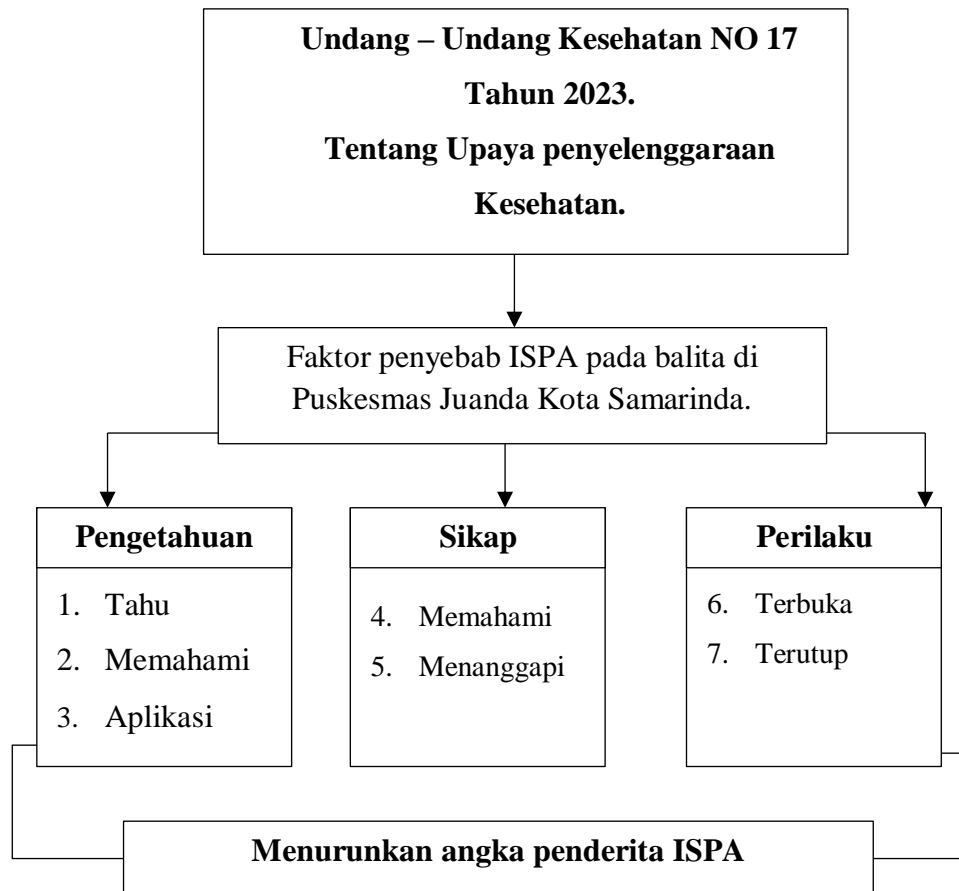 Undang – Undang Kesehatan NO 17
Tahun 2023.
Tentang Upaya penyelenggaraan
Kesehatan.
Faktor penyebab ISPA pada balita di
Puskesmas Juanda Kota Samarinda.
Pengetahuan
1. Tahu
2. Memahami
3. Aplikasi
Sikap
4. Memahami
5. Menanggapi
Perilaku
6. Terbuka
7. Terutup
Menurunkan angka penderita ISPA